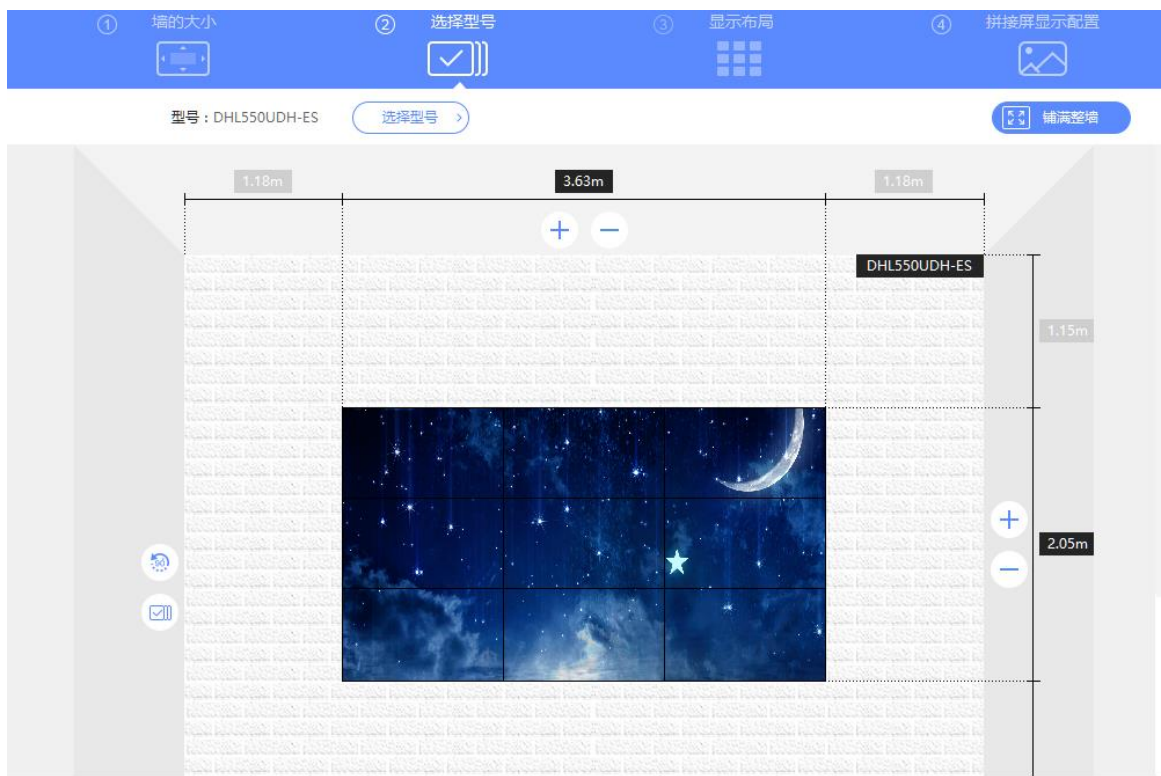 ① 墙的大小
② 选择型号
③ 显示布局
④ 拼接屏显示配置
型号：DHL550UDH-ES
选择型号 >
铺满整墙
1.18m
3.63m
1.18m
DHL550UDH-ES
1.15m
2.05m
90